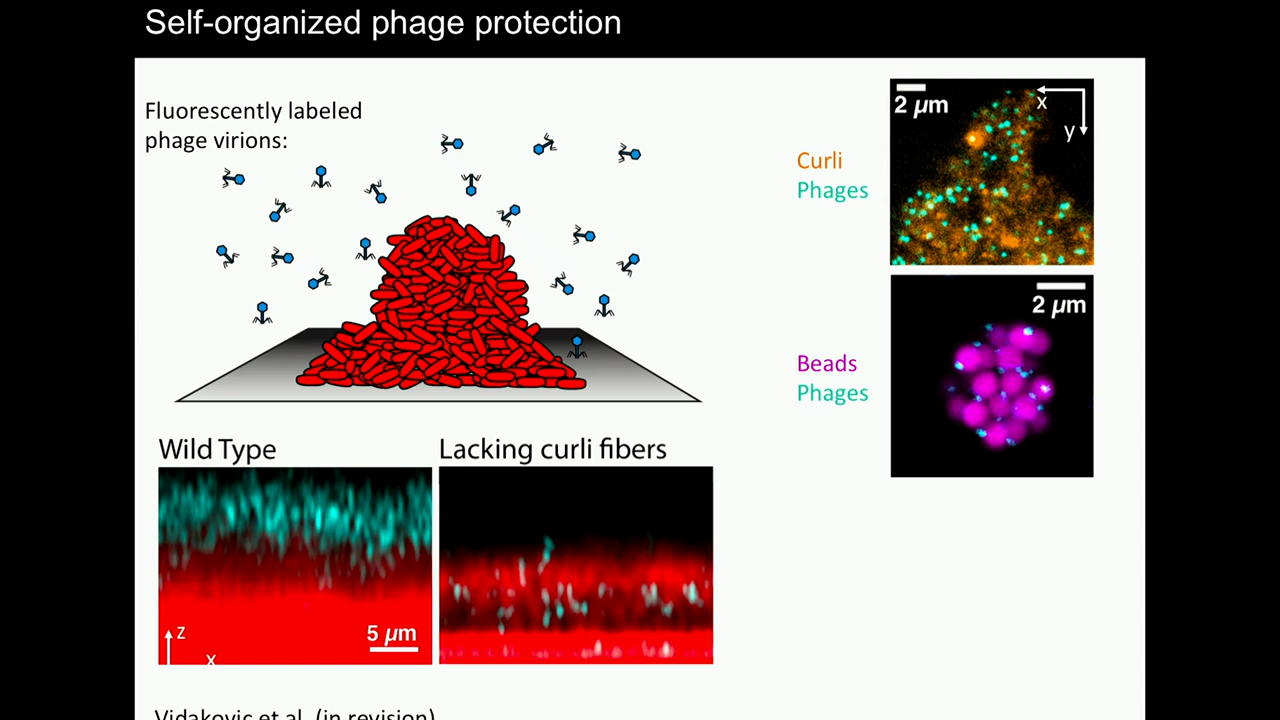 Self-organized phage protection
Fluorescently labeled
phage virions:
2 µm
x
y
Curli
Phages
2 µm
Beads
Phages
Wild Type
Lacking curli fibers
z
x
5 µm
Vidakovic et al. (in revision)